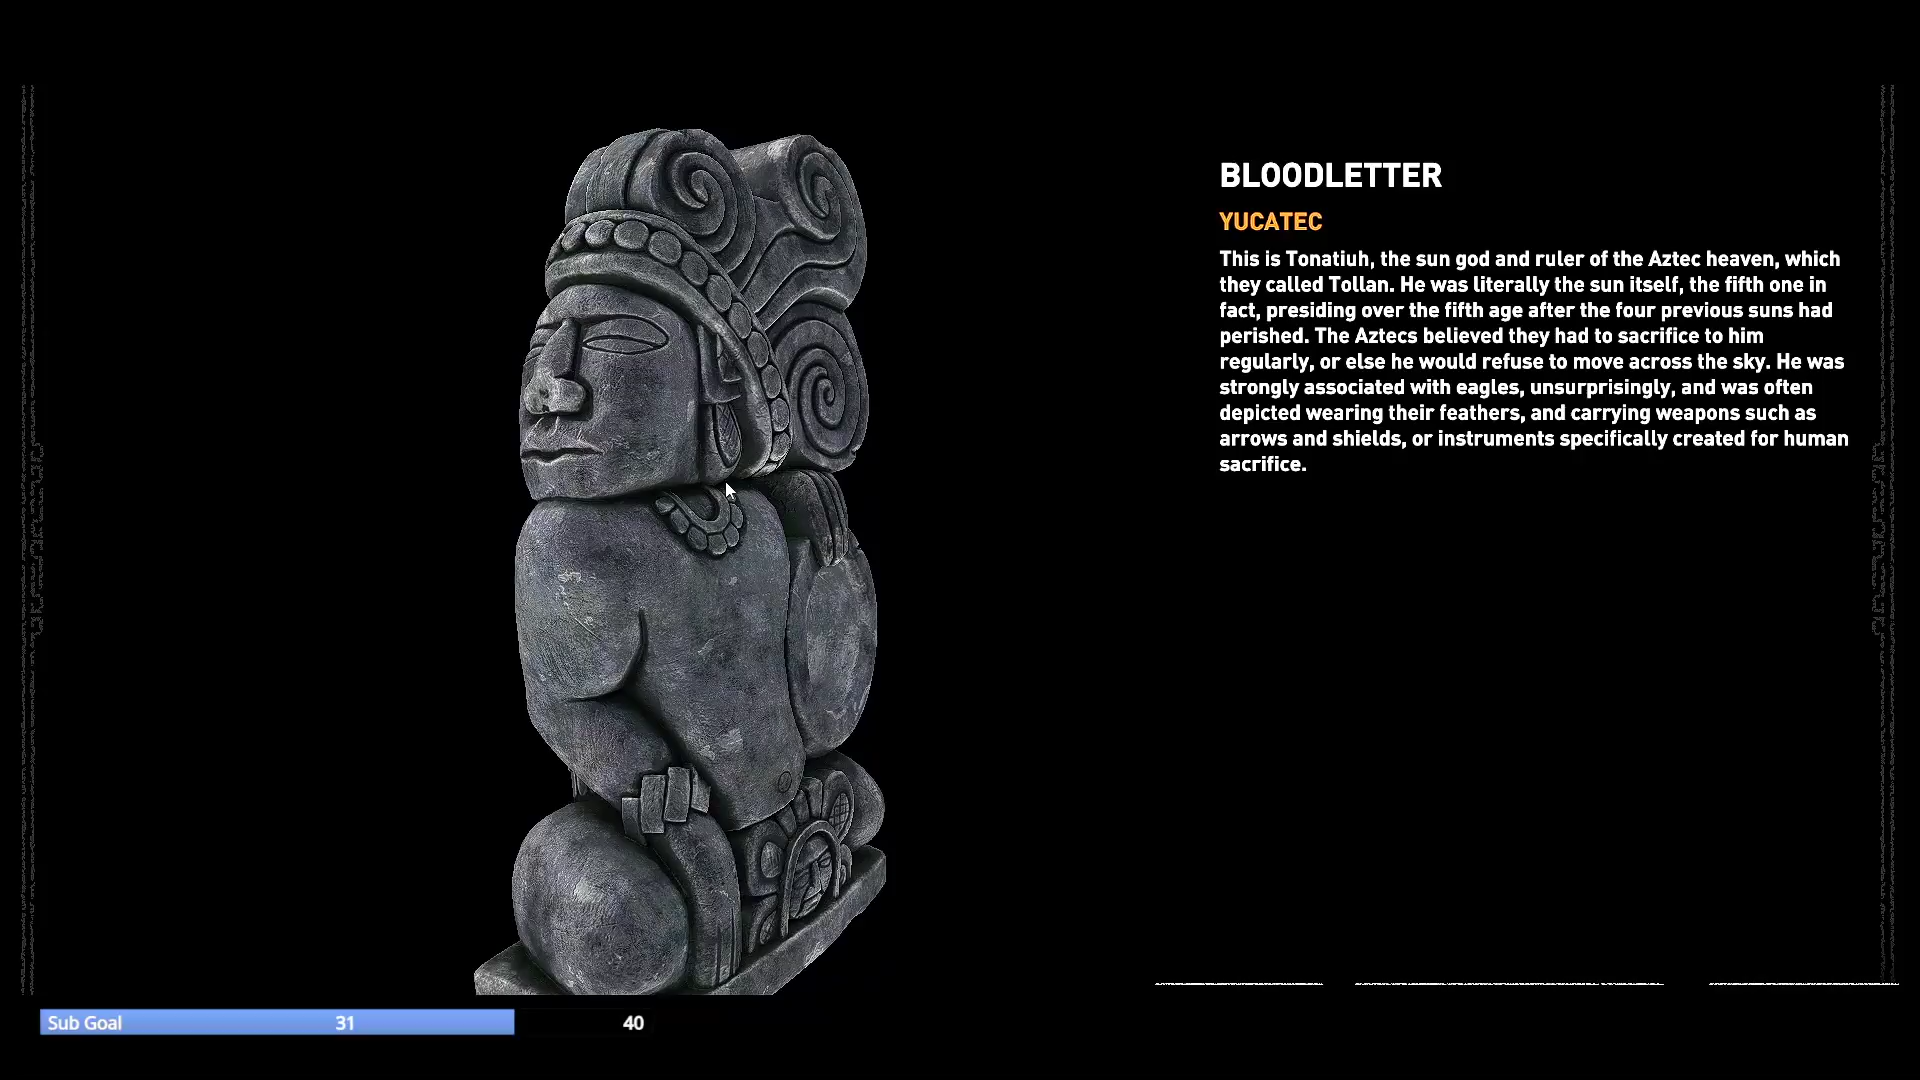 BLOODLETTER
YUCATEC
This is Tonatiuh, the sun god and ruler of the Aztec heaven, which
they called Tollan. He was literally the sun itself, the fifth one in
fact, presiding over the fifth age after the four previous suns had
perished. The Aztecs believed they had to sacrifice to him
regularly, or else he would refuse to move across the sky. He was
strongly associated with eagles, unsurprisingly, and was often
depicted wearing their feathers, and carrying weapons such as
arrows and shields, or instruments specifically created for human
sacrifice.
Sub Goal 31 40